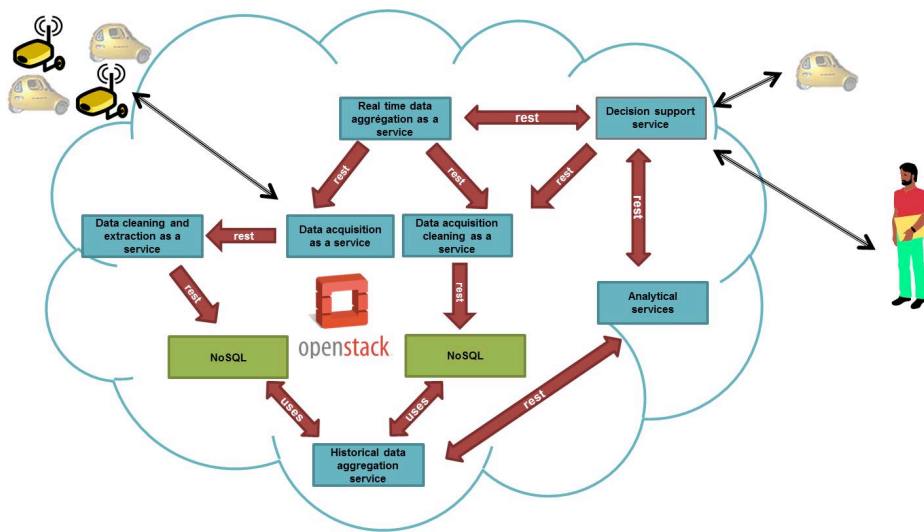 Real time data
aggrégation as a
service
rest
Decision support
service
rest
rest
rest
rest
Data cleaning and
extraction as a
service
rest
Data acquisition
as a service
Data acquisition
cleaning as a
service
rest
rest
Analytical
services
openstack
NoSQL
NoSQL
uses
uses
rest
Historical data
aggregation
service